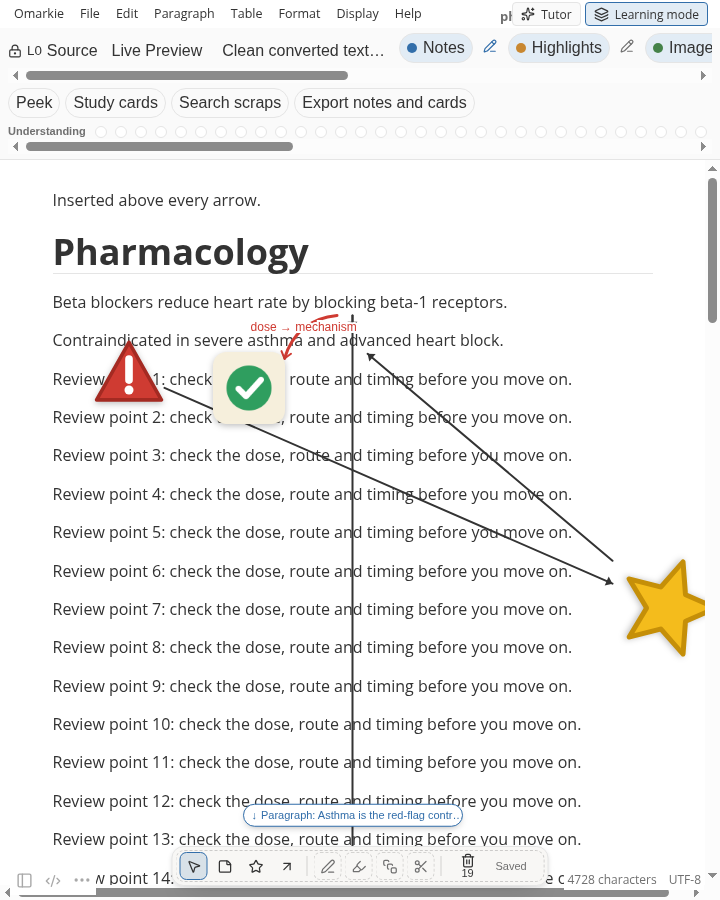 Omarkie File Edit Paragraph Table Format Display Help Tutor Learning mode
L0 Source Live Preview Clean converted text… Notes Highlights Image
Peek Study cards Search scraps Export notes and cards
Understanding
Inserted above every arrow.
Pharmacology
Beta blockers reduce heart rate by blocking beta-1 receptors.
dose → mechanism
Contraindicated in severe asthma and advanced heart block.
Review 1: check route and timing before you move on.
Review point 2: check route and timing before you move on.
Review point 3: check the dose, route and timing before you move on.
Review point 4: check the dose, route and timing before you move on.
Review point 5: check the dose, route and timing before you move on.
Review point 6: check the dose, route and timing before you move on.
Review point 7: check the dose, route and timing before you move on.
Review point 8: check the dose, route and timing before you move on.
Review point 9: check the dose, route and timing before you move on.
Review point 10: check the dose, route and timing before you move on.
Review point 11: check the dose, route and timing before you move on.
Review point 12: check the dose, route and timing before you move on.
↓ Paragraph: Asthma is the red-flag contr…
Review point 13: check the dose, route and timing before you move on.
point 14:
19 Saved
4728 characters UTF-8